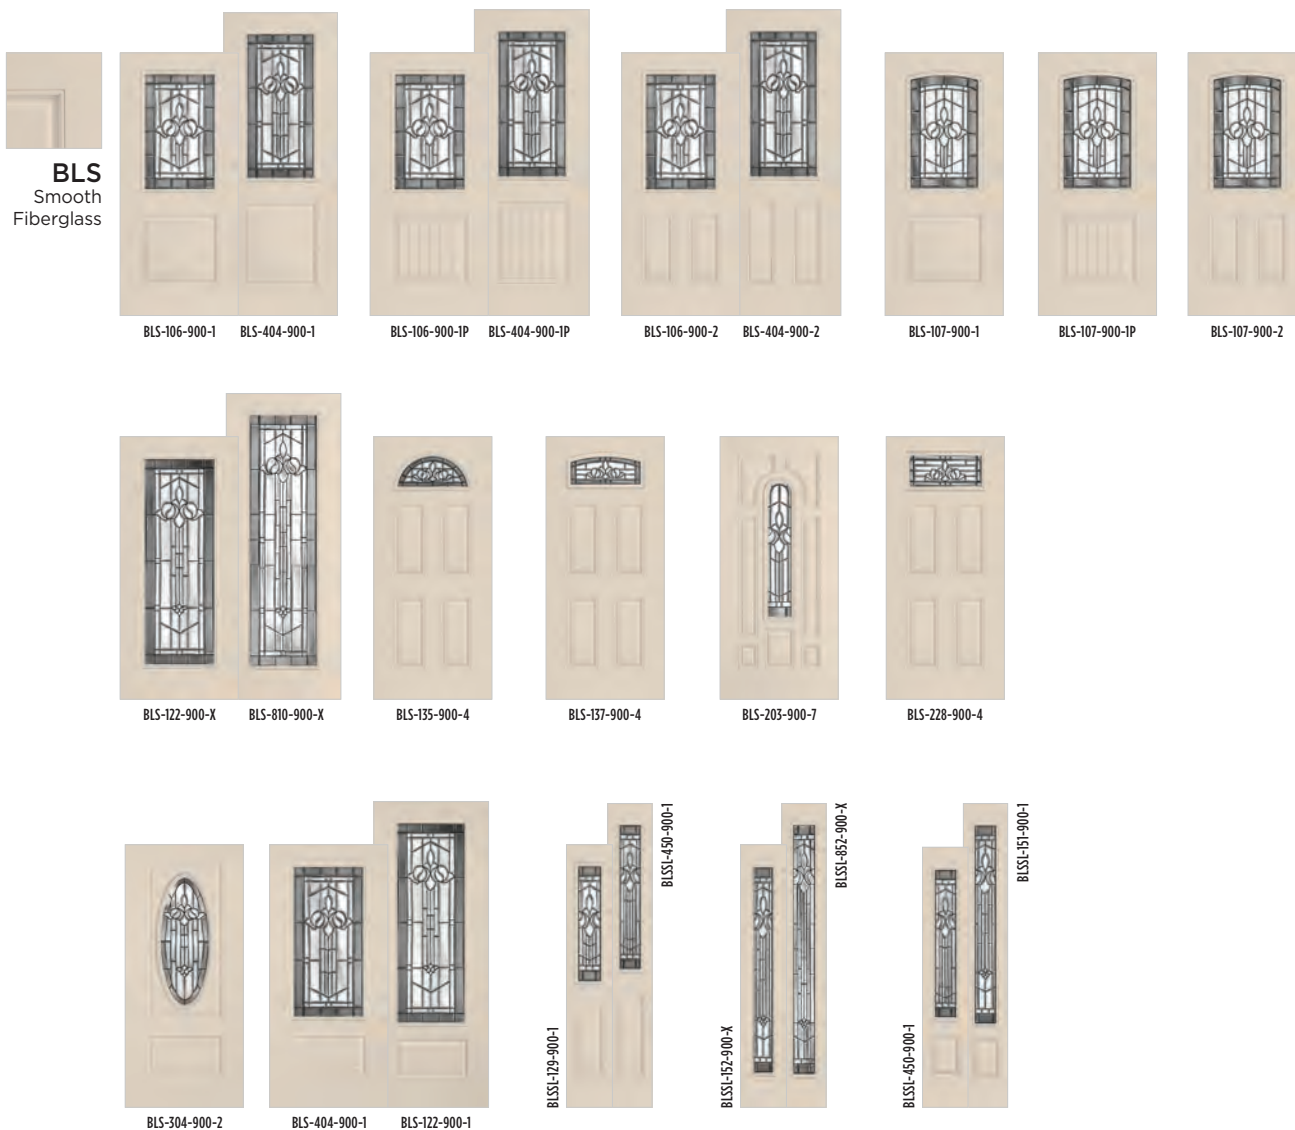 BLS
Smooth
Fiberglass
BLS-106-900-1
BLS-404-900-1
BLS-106-900-1P
BLS-404-900-1P
BLS-106-900-2
BLS-404-900-2
BLS-107-900-1
BLS-107-900-1P
BLS-107-900-2
BLS-122-900-X
BLS-810-900-X
BLS-135-900-4
BLS-137-900-4
BLS-203-900-7
BLS-228-900-4
BLS-304-900-2
BLS-404-900-1
BLS-122-900-1
BLSSL-129-900-1
BLSSL-450-900-1
BLSSL-152-900-X
BLSSL-852-900-X
BLSSL-450-900-1
BLSSL-151-900-1